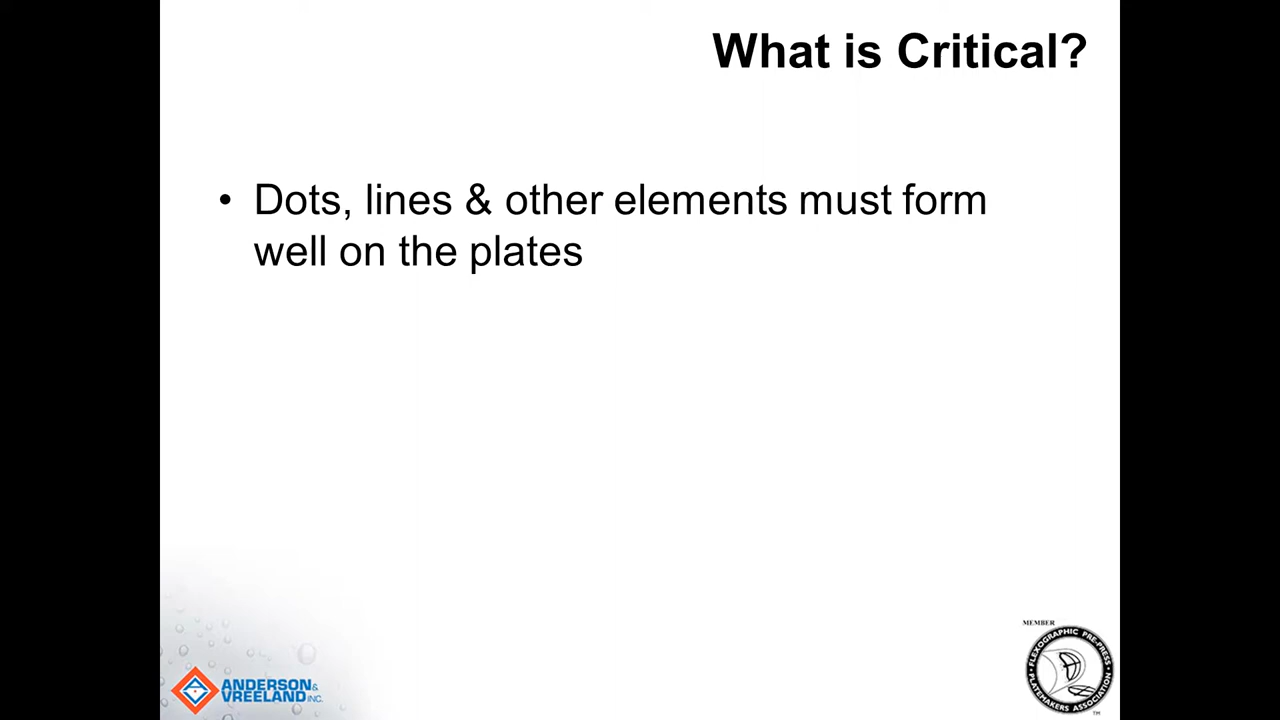 What is Critical?
• Dots, lines & other elements must form
well on the plates
MEMBER
FLEXOGRAPHIC PRE-PRESS
PLATEMAKERS ASSOCIATION
TM
ANDERSON &
VREELAND INC.